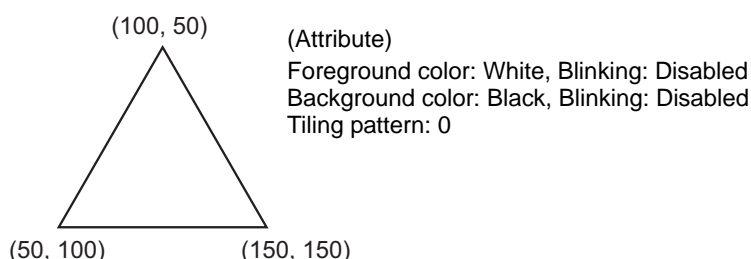 (100, 50)
(Attribute)
Foreground color: White, Blinking: Disabled
Background color: Black, Blinking: Disabled
Tiling pattern: 0
(50, 100)
(150, 150)